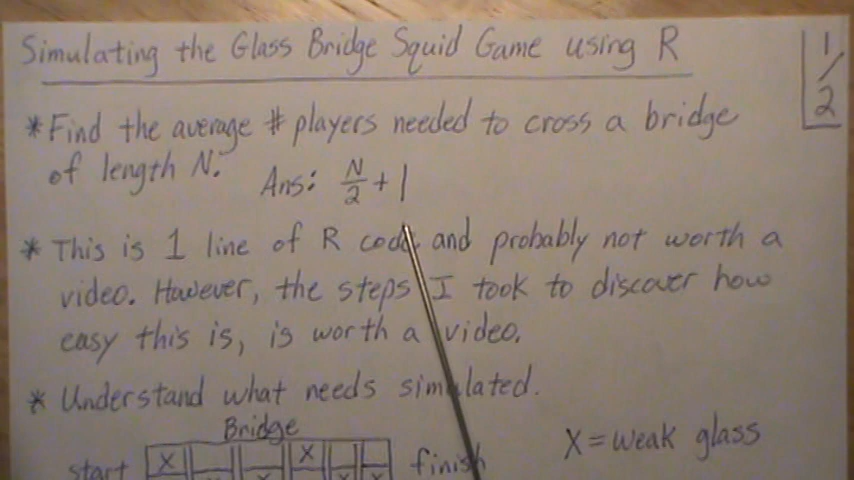 Simulating the Glass Bridge Squid Game using R
1/2
* Find the average # players needed to cross a bridge
of length N.
Ans: N/2 + 1
* This is 1 line of R code and probably not worth a
video. However, the steps I took to discover how
easy this is, is worth a video.
* Understand what needs simulated.
Bridge
X = weak glass
start X X X X X finish